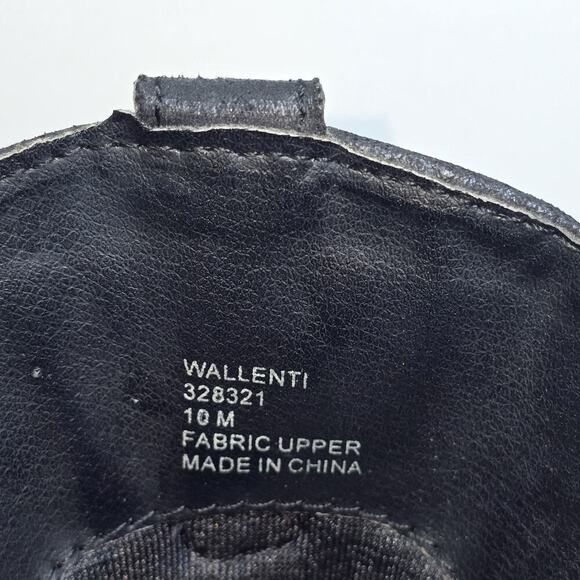 WALLENTI
328321
10 M
FABRIC UPPER
MADE IN CHINA